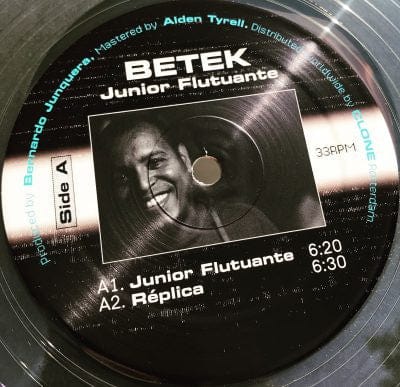 Produced by Bernardo Junquera. Mastered by Alden Tyrell. Distributed worldwide by CLONE Rotterdam.
BETEK
Junior Flutuante
Side A
33RPM
A1. Junior Flutuante 6:20
A2. Réplica 6:30